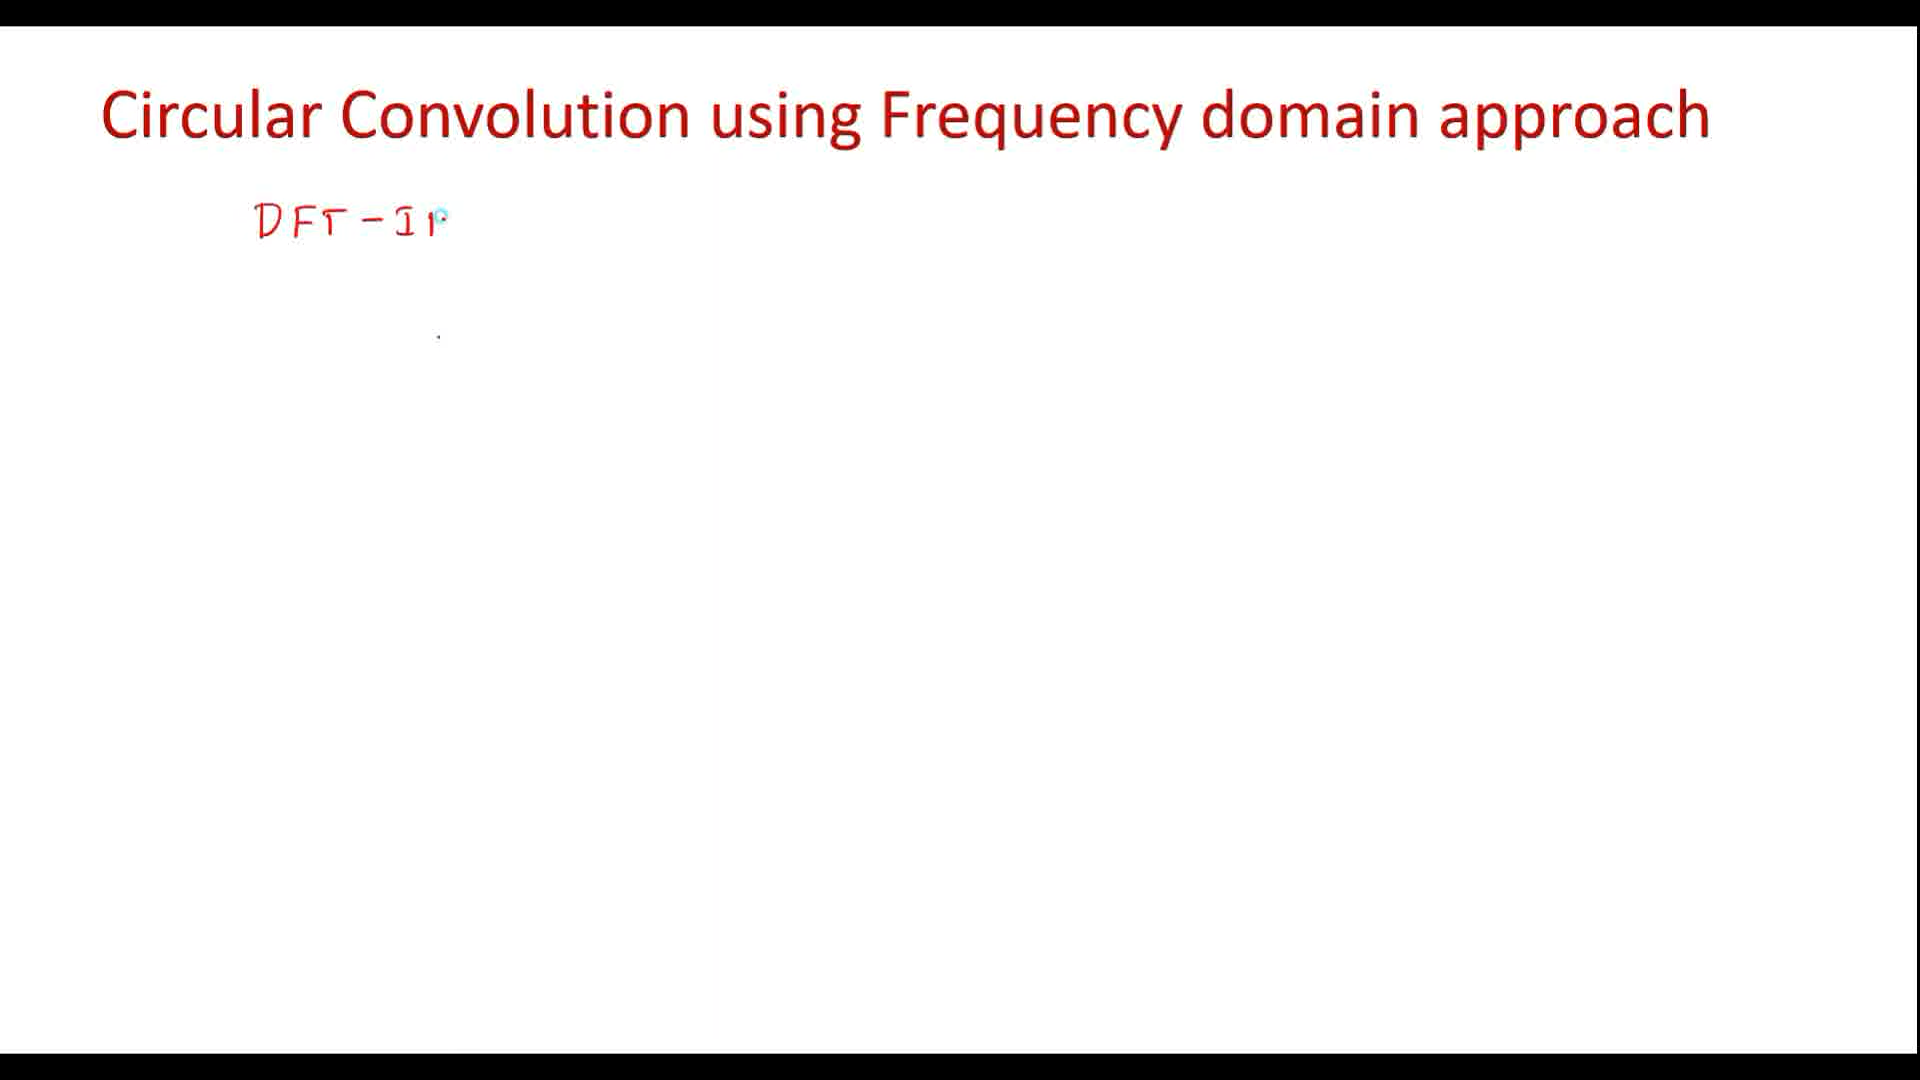 Circular Convolution using Frequency domain approach
DFT - I